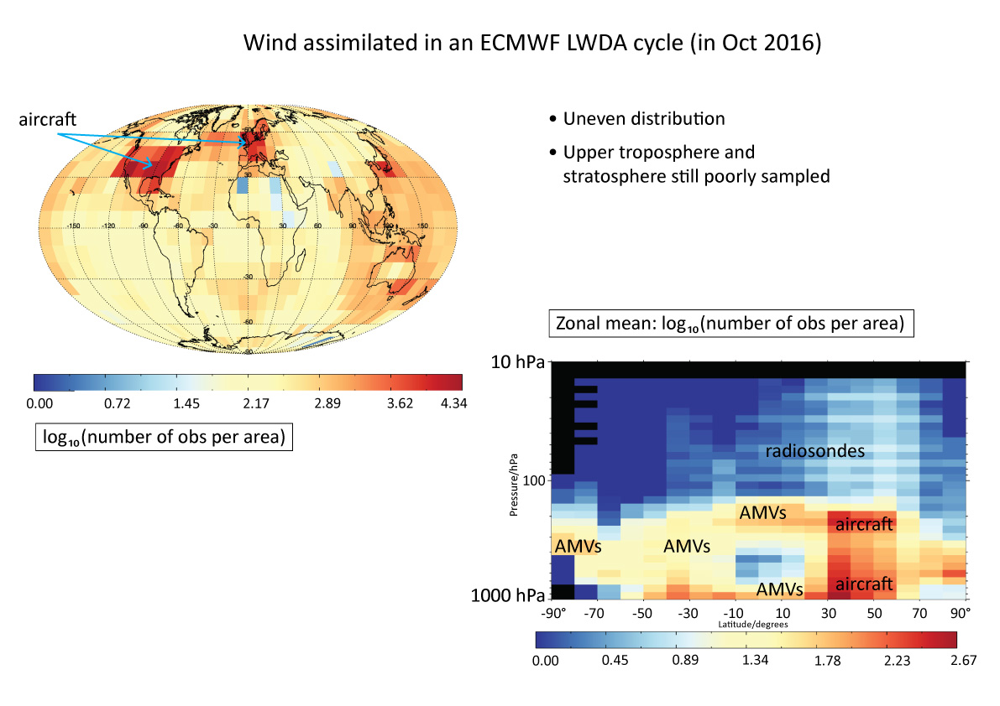 Wind assimilated in an ECMWF LWDA cycle (in Oct 2016)
aircraft
• Uneven distribution
• Upper troposphere and
stratosphere still poorly sampled
30
-150 -120 -90 -60 -30 0 30 60 90 150
-30
-60
-90
0.00 0.72 1.45 2.17 2.89 3.62 4.34
log₁₀(number of obs per area)
Zonal mean: log₁₀(number of obs per area)
10 hPa
100
1000 hPa
Pressure/hPa
radiosondes
AMVs
aircraft
AMVs
AMVs
aircraft
AMVs
-90° -70 -50 -30 -10 10 30 50 70 90°
Latitude/degrees
0.00 0.45 0.89 1.34 1.78 2.23 2.67